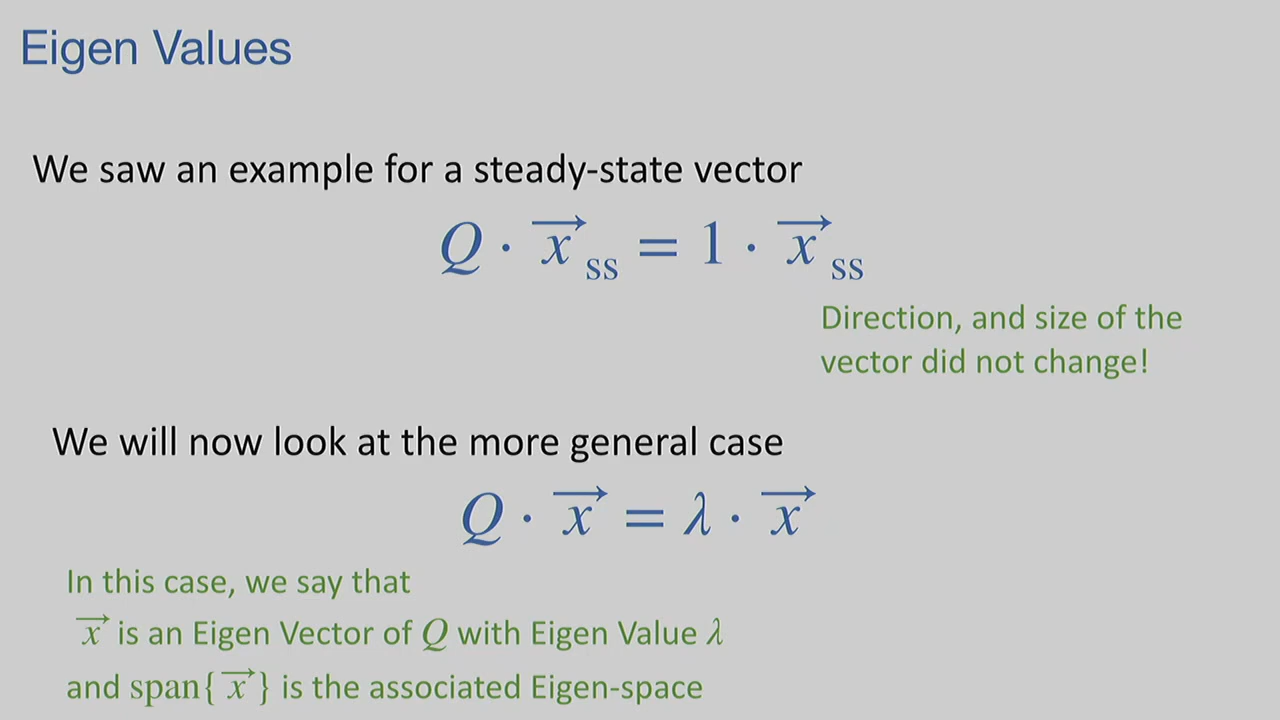 Eigen Values
We saw an example for a steady-state vector
Q · x⃗ss = 1 · x⃗ss
Direction, and size of the
vector did not change!
We will now look at the more general case
Q · x⃗ = λ · x⃗
In this case, we say that
x⃗ is an Eigen Vector of Q with Eigen Value λ
and span{ x⃗ } is the associated Eigen-space